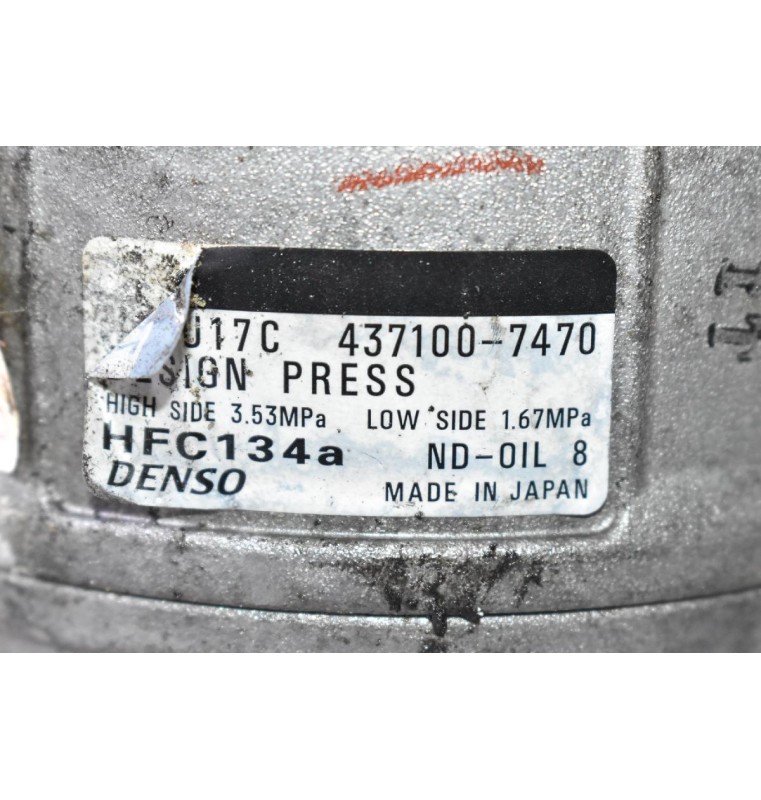 U17C 437100-7470
DESIGN PRESS
HIGH SIDE 3.53MPa LOW SIDE 1.67MPa
HFC134a ND-OIL 8
DENSO MADE IN JAPAN